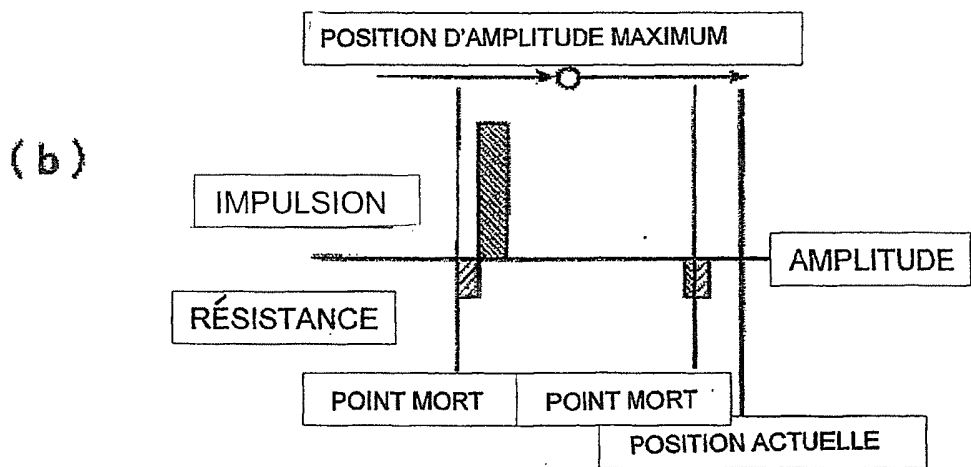 POSITION D'AMPLITUDE MAXIMUM
(b)
IMPULSION
AMPLITUDE
RÉSISTANCE
POINT MORT
POINT MORT
POSITION ACTUELLE